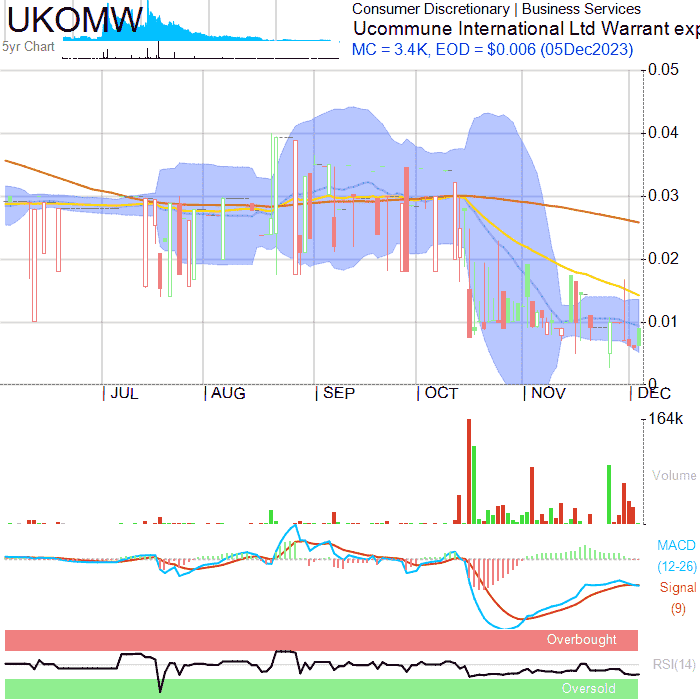 UKOMW
5yr Chart
Consumer Discretionary | Business Services
Ucommune International Ltd Warrant exp
MC = 3.4K, EOD = $0.006 (05Dec2023)
0.05
0.04
0.03
0.02
0.01
0
JUL AUG SEP OCT NOV DEC
164k
Volume
MACD
(12-26)
Signal
(9)
Overbought
RSI(14)
Oversold